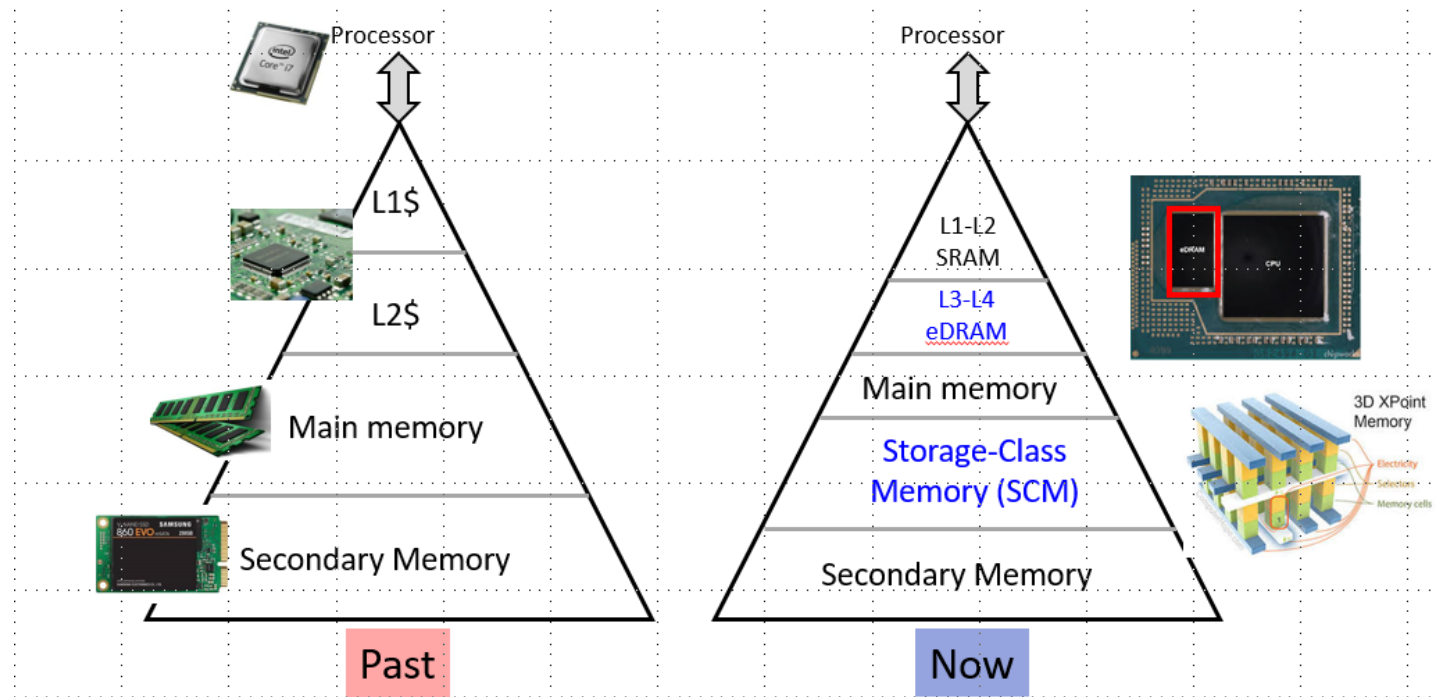 Processor
intel
Core™ i7
L1$
L2$
Main memory
SAMSUNG
860 EVO
Secondary Memory
Past
Processor
L1-L2
SRAM
L3-L4
eDRAM
Main memory
Storage-Class
Memory (SCM)
Secondary Memory
Now
eDRAM
CPU
3D XPoint
Memory
Electricity
Selectors
Memory cells